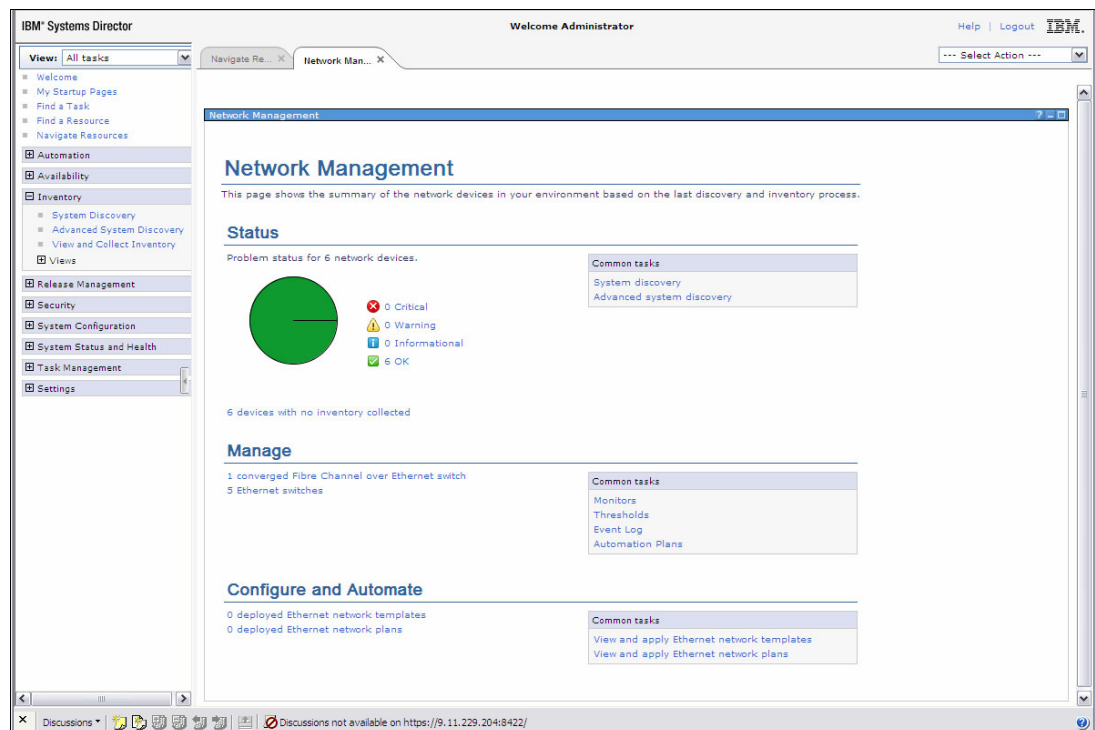 IBM® Systems Director
Welcome Administrator
Help | Logout
IBM.
View: All tasks
Navigate Re... X
Network Man... X
--- Select Action ---
Welcome
My Startup Pages
Find a Task
Find a Resource
Navigate Resources
Automation
Availability
Inventory
System Discovery
Advanced System Discovery
View and Collect Inventory
Views
Release Management
Security
System Configuration
System Status and Health
Task Management
Settings
Network Management
Network Management
This page shows the summary of the network devices in your environment based on the last discovery and inventory process.
Status
Problem status for 6 network devices.
0 Critical
0 Warning
0 Informational
6 OK
6 devices with no inventory collected
Common tasks
System discovery
Advanced system discovery
Manage
1 converged Fibre Channel over Ethernet switch
5 Ethernet switches
Common tasks
Monitors
Thresholds
Event Log
Automation Plans
Configure and Automate
0 deployed Ethernet network templates
0 deployed Ethernet network plans
Common tasks
View and apply Ethernet network templates
View and apply Ethernet network plans
Discussions
Discussions not available on https://9.11.229.204:8422/